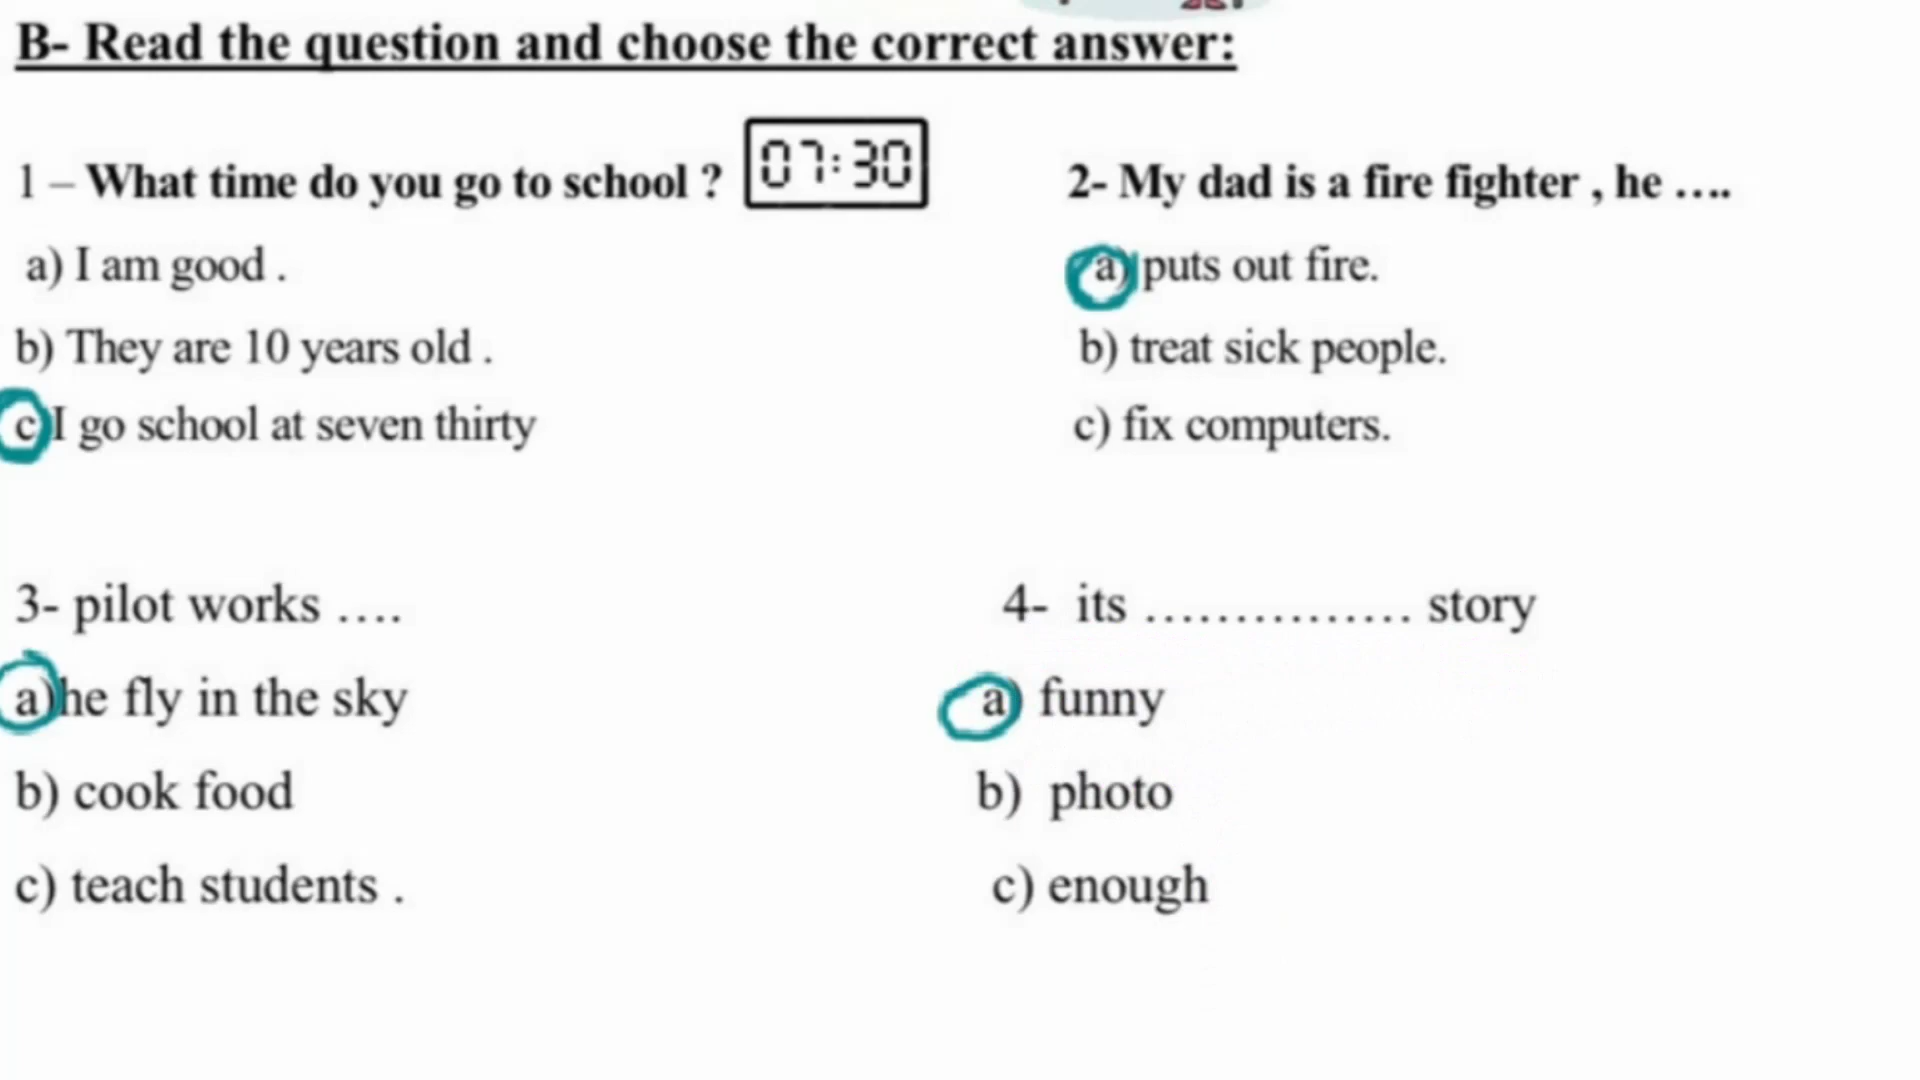 B- Read the question and choose the correct answer:
1 – What time do you go to school ? 07:30
a) I am good .
b) They are 10 years old .
c) I go school at seven thirty
2- My dad is a fire fighter , he ....
a) puts out fire.
b) treat sick people.
c) fix computers.
3- pilot works ....
a) he fly in the sky
b) cook food
c) teach students .
4- its ............... story
a) funny
b) photo
c) enough